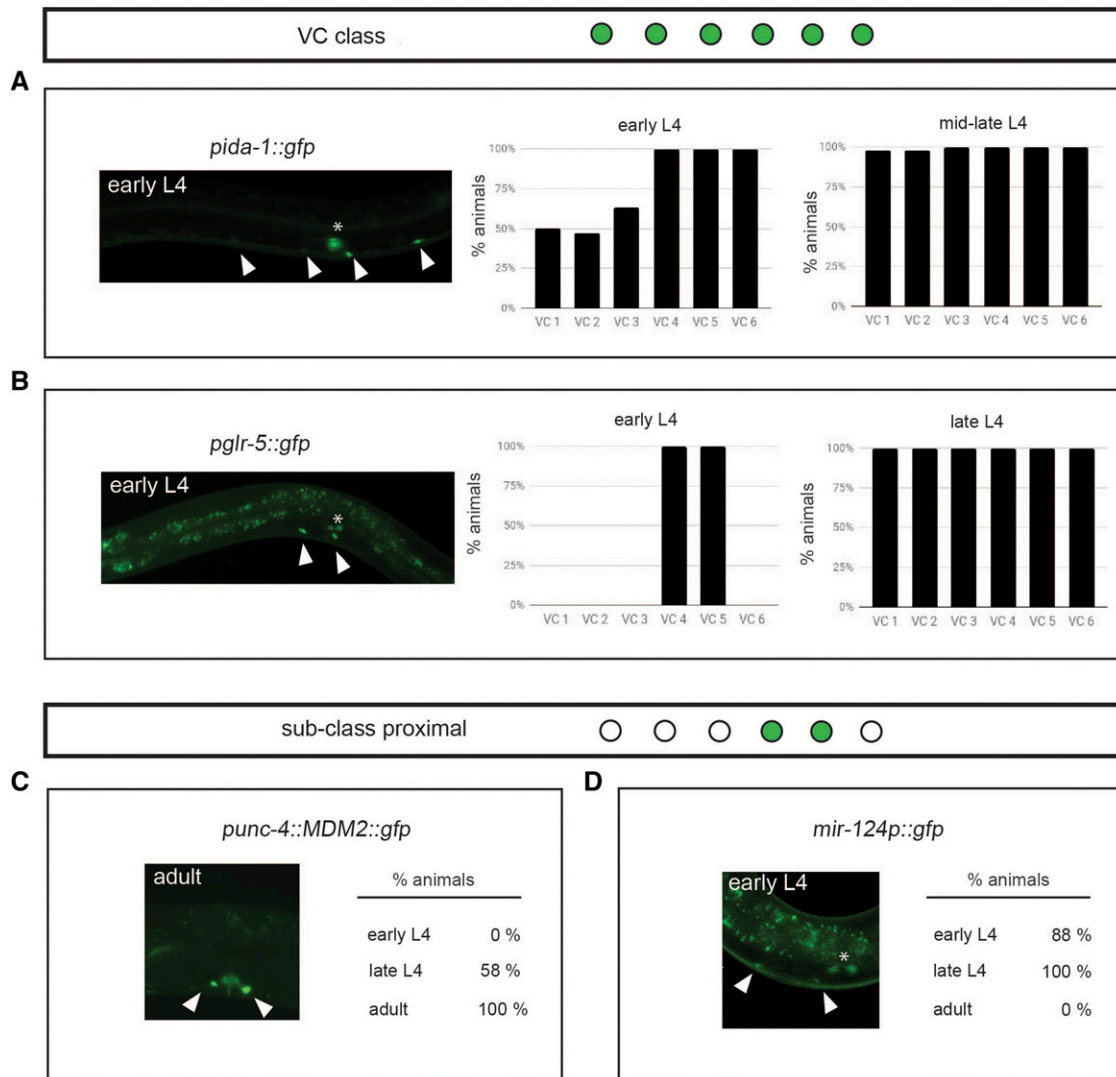 VC class
A
pida-1::gfp
early L4
*
early L4
% animals
100%
75%
50%
25%
0%
VC 1 VC 2 VC 3 VC 4 VC 5 VC 6
mid-late L4
% animals
100%
75%
50%
25%
0%
VC 1 VC 2 VC 3 VC 4 VC 5 VC 6
B
pglr-5::gfp
early L4
*
early L4
% animals
100%
75%
50%
25%
0%
VC 1 VC 2 VC 3 VC 4 VC 5 VC 6
late L4
% animals
100%
75%
50%
25%
0%
VC 1 VC 2 VC 3 VC 4 VC 5 VC 6
sub-class proximal
C
punc-4::MDM2::gfp
adult
% animals
early L4 0 %
late L4 58 %
adult 100 %
D
mir-124p::gfp
early L4
*
% animals
early L4 88 %
late L4 100 %
adult 0 %